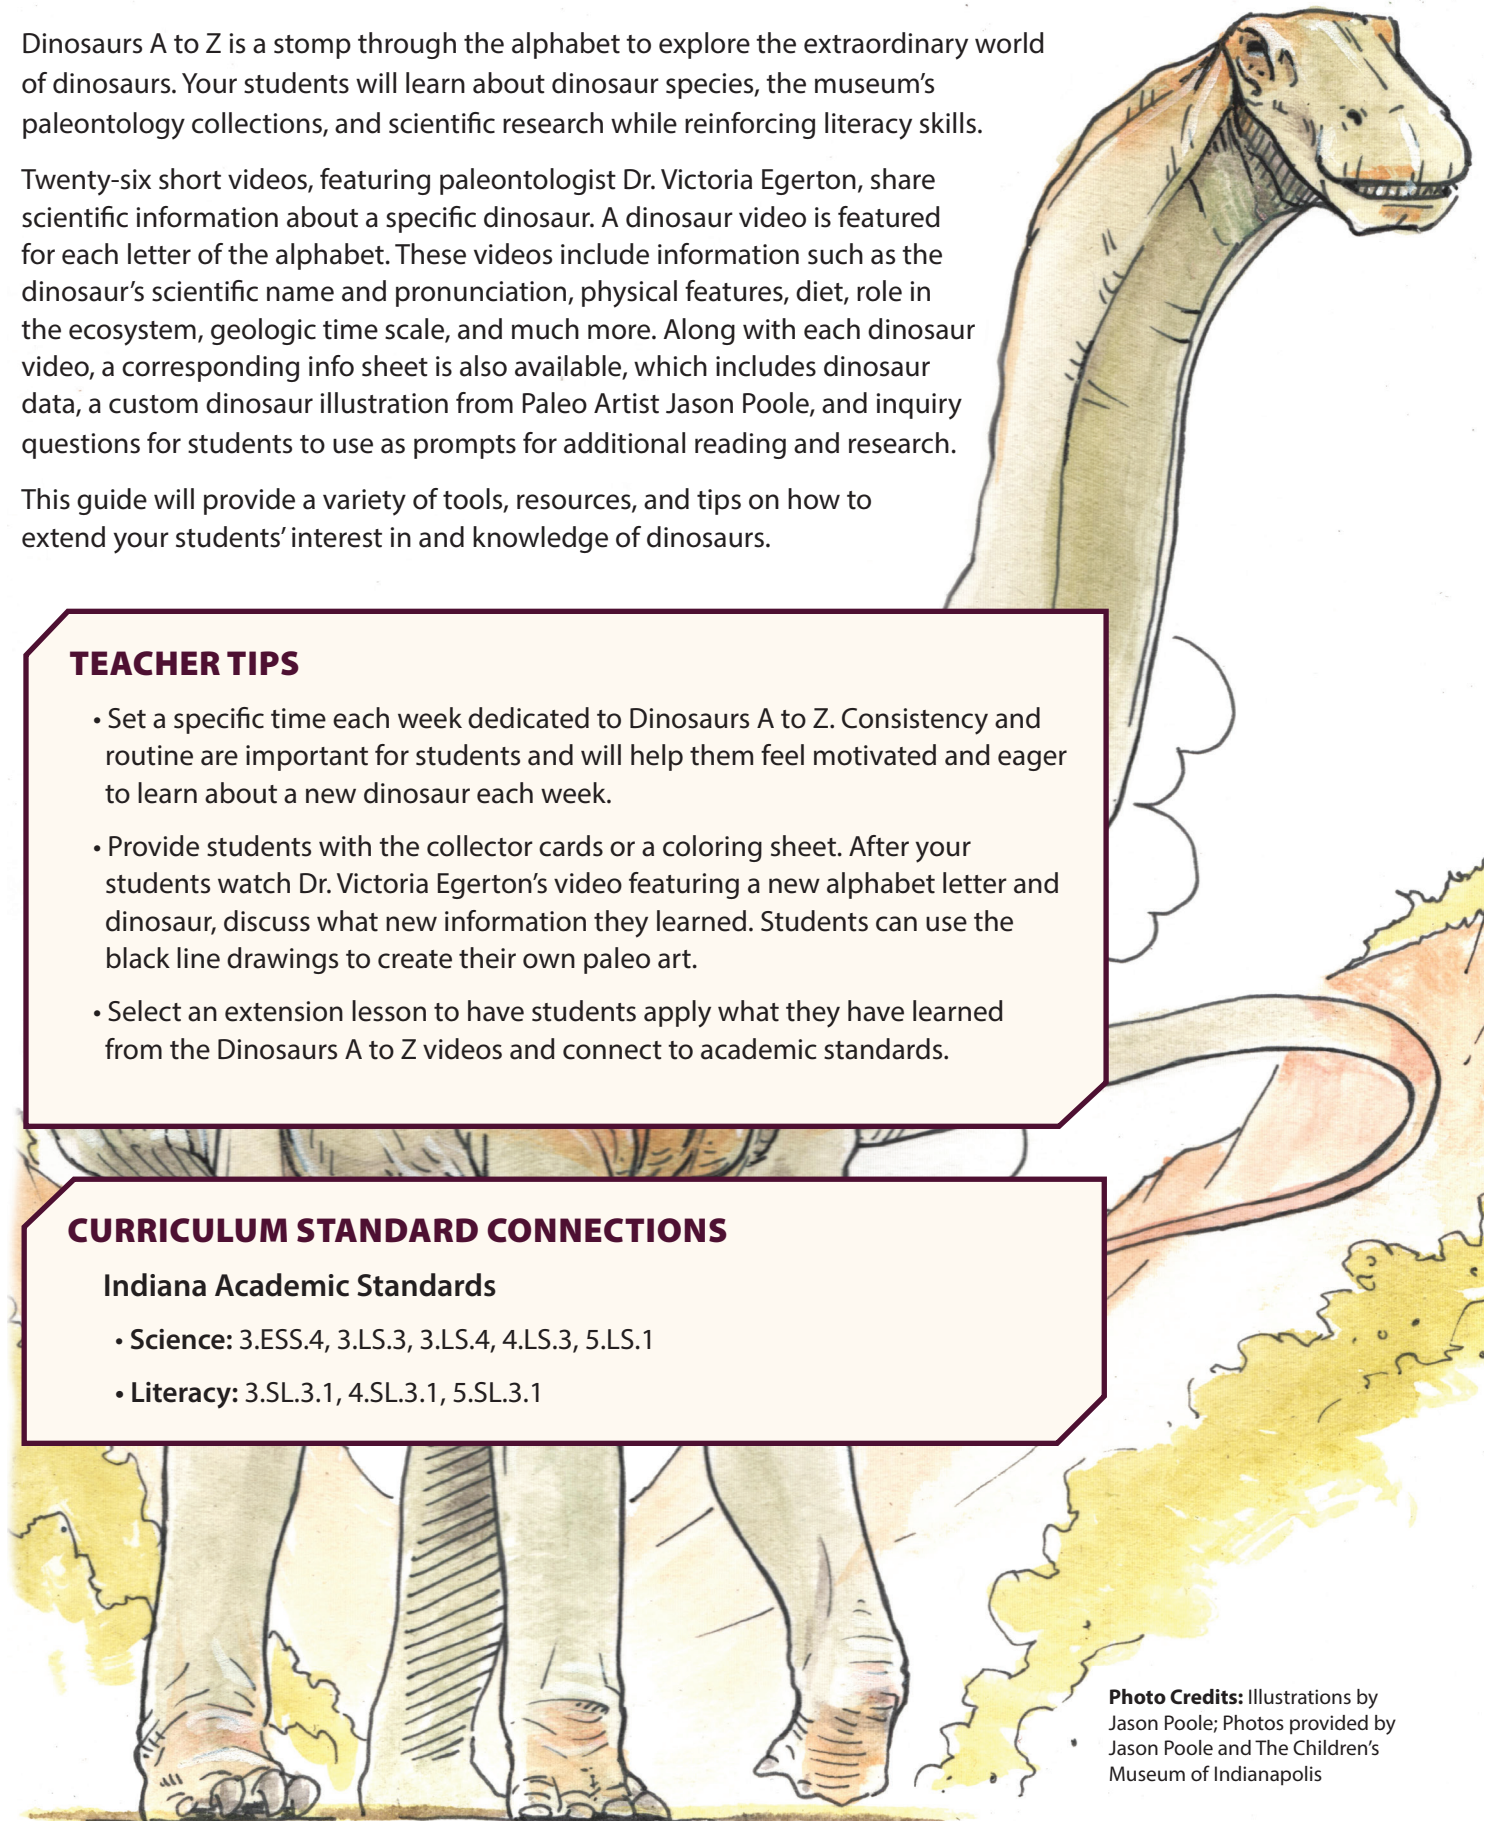 Dinosaurs A to Z is a stomp through the alphabet to explore the extraordinary world
of dinosaurs. Your students will learn about dinosaur species, the museum's
paleontology collections, and scientific research while reinforcing literacy skills.
Twenty-six short videos, featuring paleontologist Dr. Victoria Egerton, share
scientific information about a specific dinosaur. A dinosaur video is featured
for each letter of the alphabet. These videos include information such as the
dinosaur's scientific name and pronunciation, physical features, diet, role in
the ecosystem, geologic time scale, and much more. Along with each dinosaur
video, a corresponding info sheet is also available, which includes dinosaur
data, a custom dinosaur illustration from Paleo Artist Jason Poole, and inquiry
questions for students to use as prompts for additional reading and research.
This guide will provide a variety of tools, resources, and tips on how to
extend your students' interest in and knowledge of dinosaurs.
TEACHER TIPS
• Set a specific time each week dedicated to Dinosaurs A to Z. Consistency and
routine are important for students and will help them feel motivated and eager
to learn about a new dinosaur each week.
• Provide students with the collector cards or a coloring sheet. After your
students watch Dr. Victoria Egerton's video featuring a new alphabet letter and
dinosaur, discuss what new information they learned. Students can use the
black line drawings to create their own paleo art.
• Select an extension lesson to have students apply what they have learned
from the Dinosaurs A to Z videos and connect to academic standards.
CURRICULUM STANDARD CONNECTIONS
Indiana Academic Standards
• Science: 3.ESS.4, 3.LS.3, 3.LS.4, 4.LS.3, 5.LS.1
• Literacy: 3.SL.3.1, 4.SL.3.1, 5.SL.3.1
Photo Credits: Illustrations by
Jason Poole; Photos provided by
Jason Poole and The Children's
Museum of Indianapolis